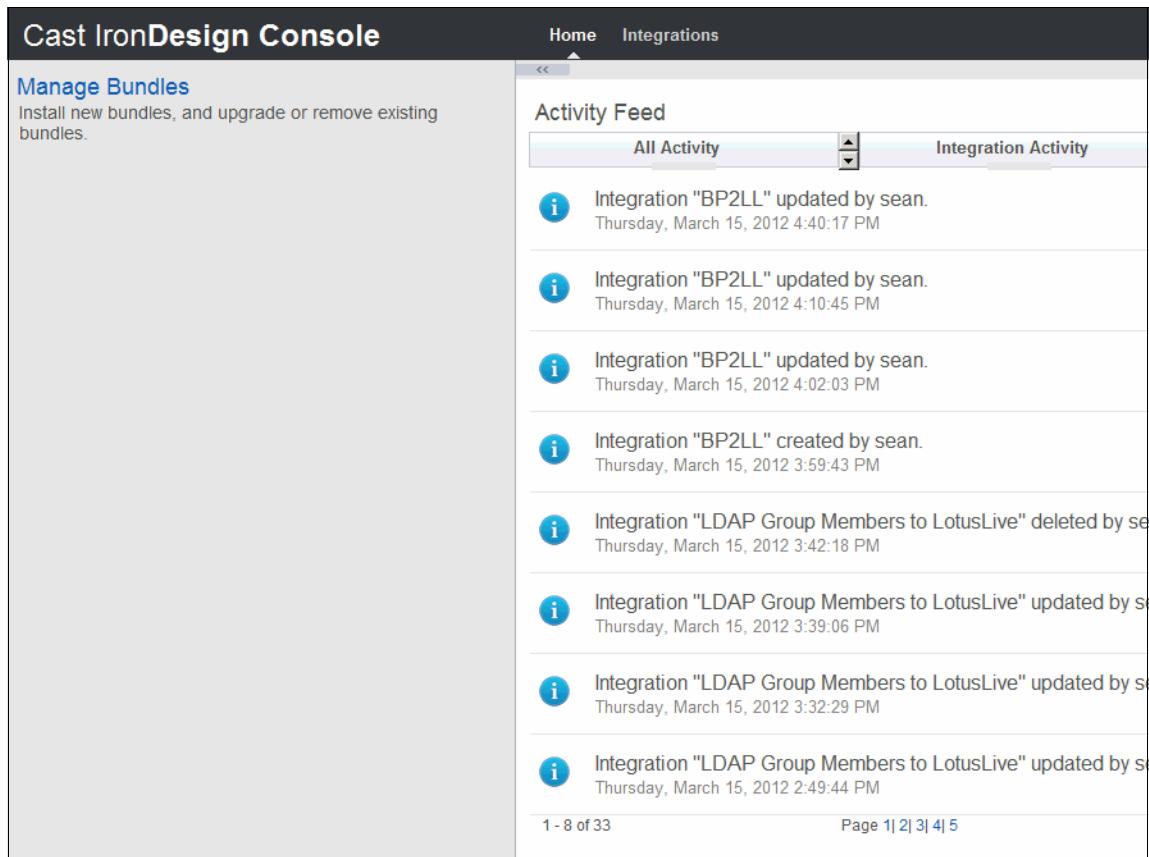 Cast IronDesign Console
Home Integrations
Manage Bundles
Install new bundles, and upgrade or remove existing
bundles.
<<
Activity Feed
All Activity Integration Activity
Integration "BP2LL" updated by sean.
Thursday, March 15, 2012 4:40:17 PM
Integration "BP2LL" updated by sean.
Thursday, March 15, 2012 4:10:45 PM
Integration "BP2LL" updated by sean.
Thursday, March 15, 2012 4:02:03 PM
Integration "BP2LL" created by sean.
Thursday, March 15, 2012 3:59:43 PM
Integration "LDAP Group Members to LotusLive" deleted by se
Thursday, March 15, 2012 3:42:18 PM
Integration "LDAP Group Members to LotusLive" updated by se
Thursday, March 15, 2012 3:39:06 PM
Integration "LDAP Group Members to LotusLive" updated by se
Thursday, March 15, 2012 3:32:29 PM
Integration "LDAP Group Members to LotusLive" updated by se
Thursday, March 15, 2012 2:49:44 PM
1 - 8 of 33 Page 1| 2| 3| 4| 5